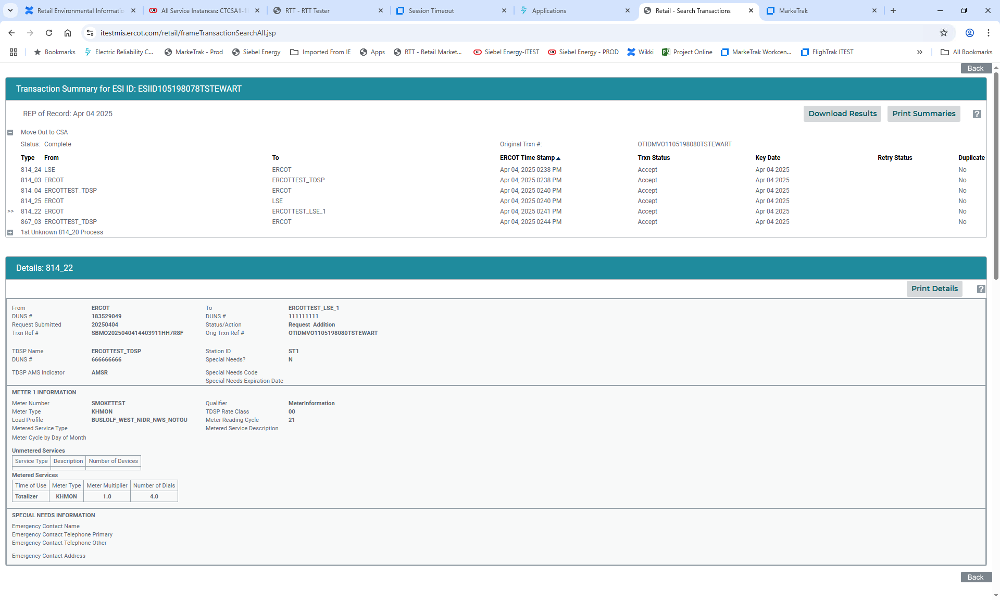 Retail Environmental Informatio
All Service Instances: CTCSA1-1
RTT - RTT Tester
Session Timeout
Applications
Retail - Search Transactions
MarkeTrak
itestmis.ercot.com/retail/frameTransactionSearchAll.jsp
Bookmarks Electric Reliability C... MarkeTrak - Prod Siebel Energy Imported From IE Apps RTT - Retail Market... Siebel Energy-ITEST Siebel Energy - PROD Wikki Project Online MarkeTrak Workcen... FlighTrak ITEST » All Bookmarks
Back
Transaction Summary for ESI ID: ESIID105198078TSTEWART
REP of Record: Apr 04 2025 Download Results Print Summaries ?
Move Out to CSA
Status: Complete Original Trxn #: OTIDMVO1105198080TSTEWART
Type From To ERCOT Time Stamp Trxn Status Key Date Retry Status Duplicate
814_24 LSE ERCOT Apr 04, 2025 0238 PM Accept Apr 04 2025 No
814_03 ERCOT ERCOTTEST_TDSP Apr 04, 2025 0238 PM Accept Apr 04 2025 No
814_04 ERCOTTEST_TDSP ERCOT Apr 04, 2025 0240 PM Accept Apr 04 2025 No
814_25 ERCOT LSE Apr 04, 2025 0240 PM Accept Apr 04 2025 No
>> 814_22 ERCOT ERCOTTEST_LSE_1 Apr 04, 2025 0241 PM Accept Apr 04 2025 No
867_03 ERCOTTEST_TDSP ERCOT Apr 04, 2025 0244 PM Accept Apr 04 2025 No
1st Unknown 814_20 Process
Details: 814_22
Print Details ?
From ERCOT To ERCOTTEST_LSE_1
DUNS # 183529049 DUNS # 111111111
Request Submitted 20250404 Status/Action Request Addition
Trxn Ref # SBMO2025040414403911HH7R8F Orig Trxn Ref # OTIDMVO1105198080TSTEWART
TDSP Name ERCOTTEST_TDSP Station ID ST1
DUNS # 666666666 Special Needs? N
TDSP AMS Indicator AMSR Special Needs Code
Special Needs Expiration Date
METER 1 INFORMATION
Meter Number SMOKETEST Qualifier MeterInformation
Meter Type KHMON TDSP Rate Class 00
Load Profile BUSLOLF_WEST_NIDR_NWS_NOTOU Meter Reading Cycle 21
Metered Service Type Metered Service Description
Meter Cycle by Day of Month
Unmetered Services
Service Type Description Number of Devices
Metered Services
Time of Use Meter Type Meter Multiplier Number of Dials
Totalizer KHMON 1.0 4.0
SPECIAL NEEDS INFORMATION
Emergency Contact Name
Emergency Contact Telephone Primary
Emergency Contact Telephone Other
Emergency Contact Address
Back